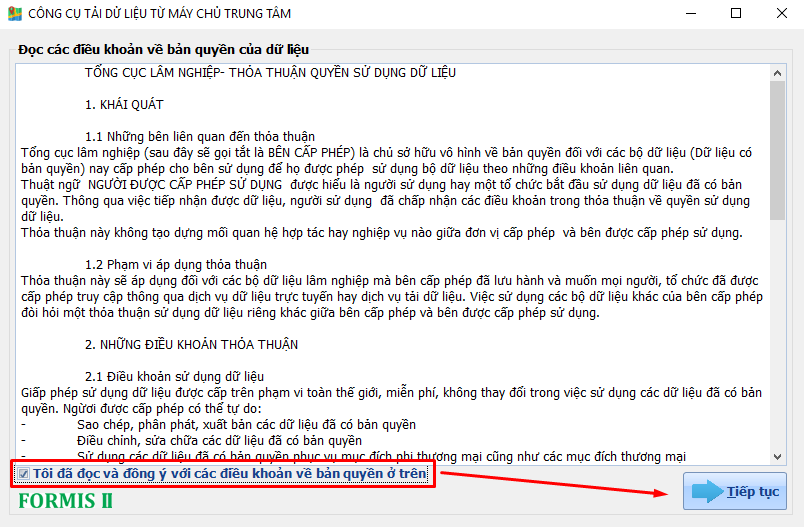 CÔNG CỤ TẢI DỮ LIỆU TỪ MÁY CHỦ TRUNG TÂM
Đọc các điều khoản về bản quyền của dữ liệu
TỔNG CỤC LÂM NGHIỆP- THỎA THUẬN QUYỀN SỬ DỤNG DỮ LIỆU
1. KHÁI QUÁT
1.1 Những bên liên quan đến thỏa thuận
Tổng cục lâm nghiệp (sau đây sẽ gọi tắt là BÊN CẤP PHÉP) là chủ sớ hữu vô hình về bản quyền đối với các bộ dữ liệu (Dữ liệu có
bản quyền) nay cấp phép cho bên sử dụng để họ được phép  sử dụng bộ dữ liệu theo những điều khoản liên quan.
Thuật ngữ  NGƯỜI ĐƯỢC CẤP PHÉP SỬ DỤNG  được hiểu là người sử dụng hay một tổ chức bắt đầu sử dụng dữ liệu đã có bản
quyền. Thông qua việc tiếp nhận được dữ liệu, người sử dụng  đã chấp nhận các điều khoản trong thỏa thuận về quyền sử dụng
dữ liệu.
Thỏa thuận này không tạo dựng mối quan hệ hợp tác hay nghiệp vụ nào giữa đơn vị cấp phép  và bên được cấp phép sử dụng.
1.2 Phạm vi áp dụng thỏa thuận
Thỏa thuận này sẽ áp dụng đối với các bộ dữ liệu lâm nghiệp mà bên cấp phép đã lưu hành và muốn mọi người, tổ chức đã được
cấp phép truy cập thông qua dịch vụ dữ liệu trực tuyến hay dịch vụ tải dữ liệu. Việc sử dụng các bộ dữ liệu khác của bên cấp phép
đòi hỏi một thỏa thuận sử dụng dữ liệu riêng khác giữa bên cấp phép và bên được cấp phép sử dụng.
2. NHỮNG ĐIỀU KHOẢN THỎA THUẬN
2.1 Điều khoản sử dụng dữ liệu
Giấp phép sử dụng dữ liệu được cấp trên phạm vi toàn thế giới, miễn phí, không thay đổi trong việc sử dụng các dữ liệu đã có bản
quyền. Người được cấp phép có thể tự do:
- Sao chép, phân phát, xuất bản các dữ liệu đã có bản quyền
- Điều chỉnh, sửa chữa các dữ liệu đã có bản quyền
- Sử dụng các dữ liệu đã có bản quyền phục vụ mục đích phi thương mại cũng như các mục đích thương mại
Tôi đã đọc và đồng ý với các điều khoản về bản quyền ở trên
FORMIS II
Tiếp tục